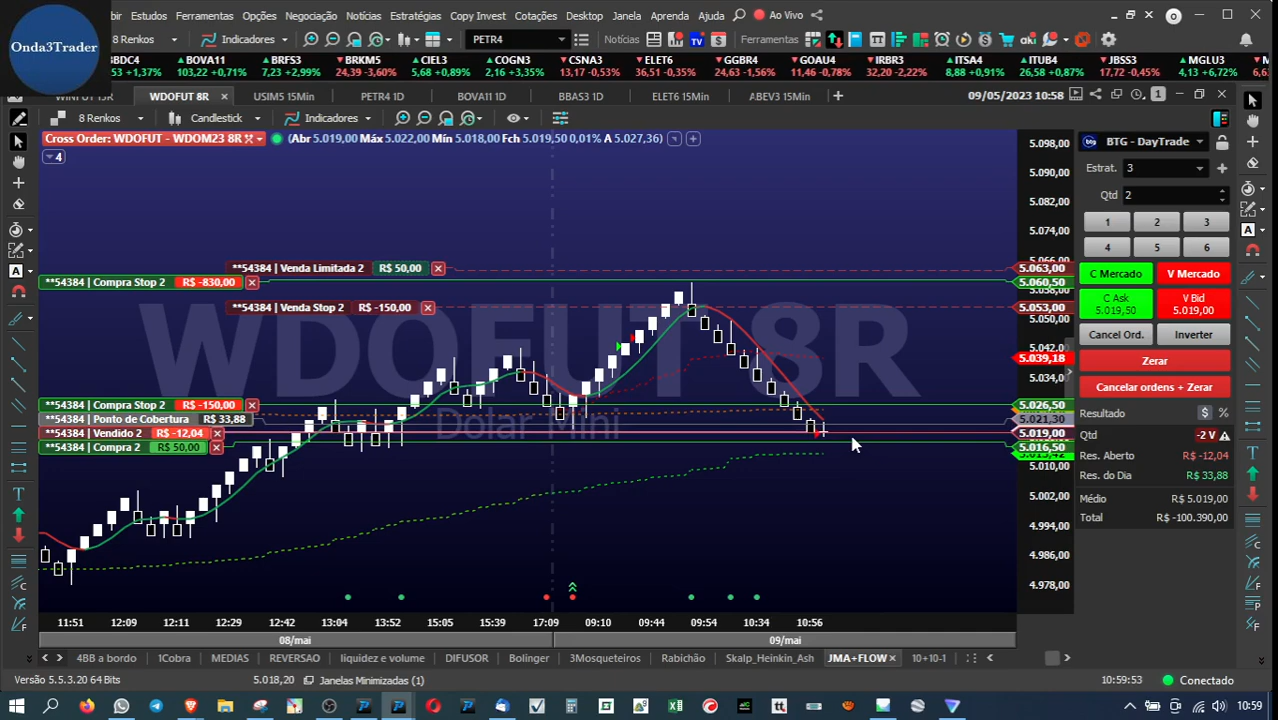 Onda3Trader
bir Estudos Ferramentas Opções Negociação Notícias Estratégias Copy Invest Cotações Desktop Janela Aprenda Ajuda Ao Vivo
8 Renkos Indicadores PETR4 Notícias Ferramentas
BDC4 BOVA11 BRFS3 BRKM5 CIEL3 COGN3 CSNA3 ELET6 GGBR4 GOAU4 IRBR3 ITSA4 ITUB4 JBSS3 MGLU3
53 +1,37% 103,22 +0,71% 7,23 +2,99% 24,39 -3,60% 5,68 +0,89% 2,16 +3,35% 13,17 -0,53% 36,51 -0,35% 24,63 -1,56% 11,46 -0,78% 32,20 -2,22% 8,88 +0,91% 26,58 +0,87% 17,72 -0,45% 4,13 +6,72%
WDOFUT 8R USIM5 15Min PETR4 1D BOVA11 1D BBAS3 1D ELET6 15Min ABEV3 15Min 09/05/2023 10:58 1
8 Renkos Candlestick Indicadores
Cross Order: WDOFUT - WDOM23 8R Abr 5.019,00 Máx 5.022,00 Mín 5.018,00 Fch 5.019,50 0,01% A 5.027,36
4
WDOFUT 8R
Dólar Mini
**54384 | Venda Limitada 2 R$ 50,00
**54384 | Compra Stop 2 R$ -830,00
**54384 | Venda Stop 2 R$ -150,00
**54384 | Compra Stop 2 R$ -150,00
**54384 | Ponto de Cobertura R$ 33,88
**54384 | Vendido 2 R$ -12,04
**54384 | Compra 2 R$ 50,00
5.098,00
5.090,00
5.082,00
5.074,00
5.063,00
5.060,50
5.053,00
5.050,00
5.042,00
5.039,18
5.034,00
5.026,50
5.021,30
5.019,00
5.016,50
5.010,00
5.002,00
4.994,00
4.986,00
4.978,00
BTG - DayTrade
Estrat. 3
Qtd 2
1 2 3
4 5 6
C Mercado V Mercado
C Ask V Bid
5.019,50 5.019,00
Cancelar Ord. Inverter
Zerar
Cancelar ordens + Zerar
Resultado $ %
Qtd -2 V
Res. Aberto R$ -12,04
Res. do Dia R$ 33,88
Médio R$ 5.019,00
Total R$ -100.390,00
11:51 12:09 12:11 12:29 12:42 13:04 13:52 15:05 15:39 17:09 09:10 09:44 09:54 10:34 10:56
08/mai 09/mai
4BB a bordo 1Cobra MEDIAS REVERSAO liquidez e volume DIFUSOR Bolinger 3Mosqueteiros Rabichão Skalp_Heinkin_Ash JMA+FLOW 10+10-1
Versão 5.5.3.20 64 Bits 5.018,20 Janelas Minimizadas (1) 10:59:53 Conectado
10:59